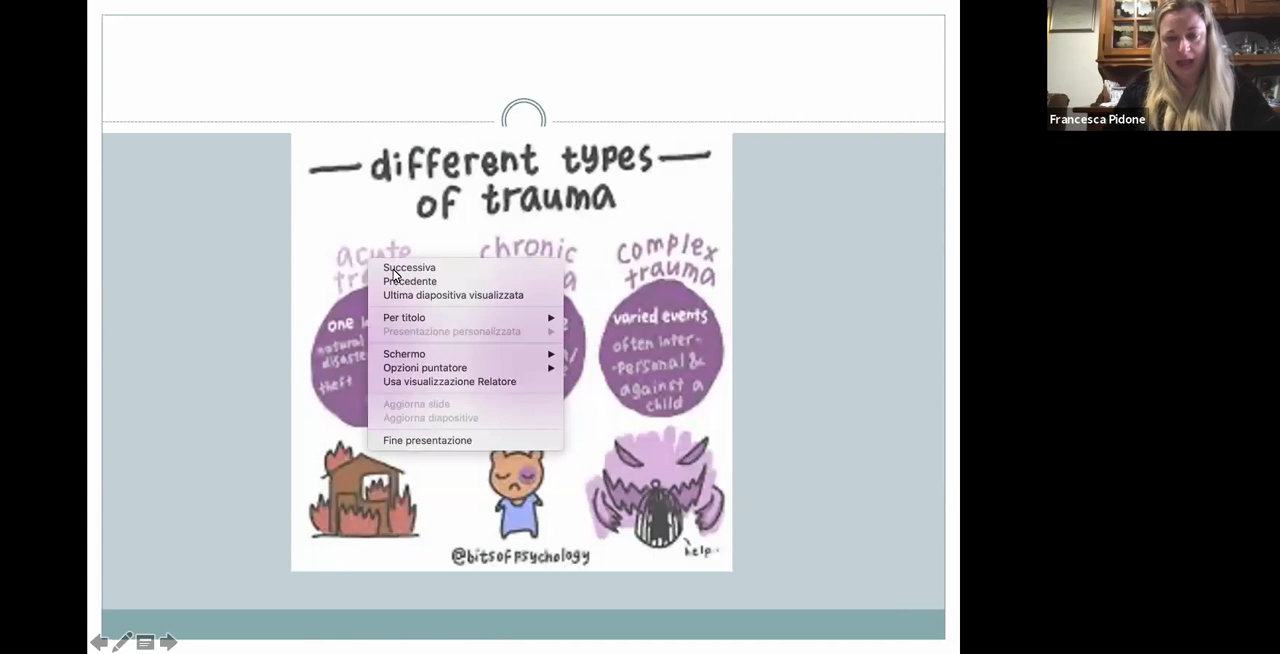 different types
of trauma
acute
chronic
complex
trauma
one
natural
theft
varied events
often inter-
-personal &
against a
child
Successiva
Precedente
Ultima diapositiva visualizzata
Per titolo
Presentazione personalizzata
Schermo
Opzioni puntatore
Usa visualizzazione Relatore
Aggiorna slide
Aggiorna diapositive
Fine presentazione
help..
@bitsofpsychology
Francesca Pidone